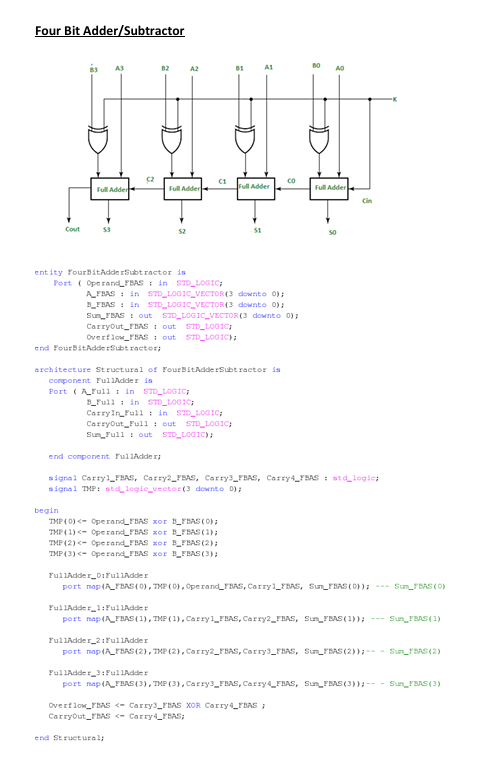 Four Bit Adder/Subtractor
B3 A3 B2 A2 B1 A1 B0 A0
K
Full Adder C2 Full Adder C1 Full Adder C0 Full Adder
Cin
Cout S3 S2 S1 S0
entity FourBitAdderSubtractor is
Port ( Operand_FBAS : in STD_LOGIC;
A_FBAS : in STD_LOGIC_VECTOR(3 downto 0);
B_FBAS : in STD_LOGIC_VECTOR(3 downto 0);
Sum_FBAS : out STD_LOGIC_VECTOR(3 downto 0);
CarryOut_FBAS : out STD_LOGIC;
Overflow_FBAS : out STD_LOGIC);
end FourBitAdderSubtractor;
architecture Structural of FourBitAdderSubtractor is
component FullAdder is
Port ( A_Full : in STD_LOGIC;
B_Full : in STD_LOGIC;
CarryIn_Full : in STD_LOGIC;
CarryOut_Full : out STD_LOGIC;
Sum_Full : out STD_LOGIC);
end component FullAdder;
signal Carry1_FBAS, Carry2_FBAS, Carry3_FBAS, Carry4_FBAS : std_logic;
signal TMP: std_logic_vector(3 downto 0);
begin
TMP(0)<= Operand_FBAS xor B_FBAS(0);
TMP(1)<= Operand_FBAS xor B_FBAS(1);
TMP(2)<= Operand_FBAS xor B_FBAS(2);
TMP(3)<= Operand_FBAS xor B_FBAS(3);
FullAdder_0:FullAdder
port map(A_FBAS(0),TMP(0),Operand_FBAS,Carry1_FBAS, Sum_FBAS(0)); --- Sum_FBAS(0)
FullAdder_1:FullAdder
port map(A_FBAS(1),TMP(1),Carry1_FBAS,Carry2_FBAS, Sum_FBAS(1)); --- Sum_FBAS(1)
FullAdder_2:FullAdder
port map(A_FBAS(2),TMP(2),Carry2_FBAS,Carry3_FBAS, Sum_FBAS(2));-- - Sum_FBAS(2)
FullAdder_3:FullAdder
port map(A_FBAS(3),TMP(3),Carry3_FBAS,Carry4_FBAS, Sum_FBAS(3));-- - Sum_FBAS(3)
Overflow_FBAS <= Carry3_FBAS XOR Carry4_FBAS ;
CarryOut_FBAS <= Carry4_FBAS;
end Structural;